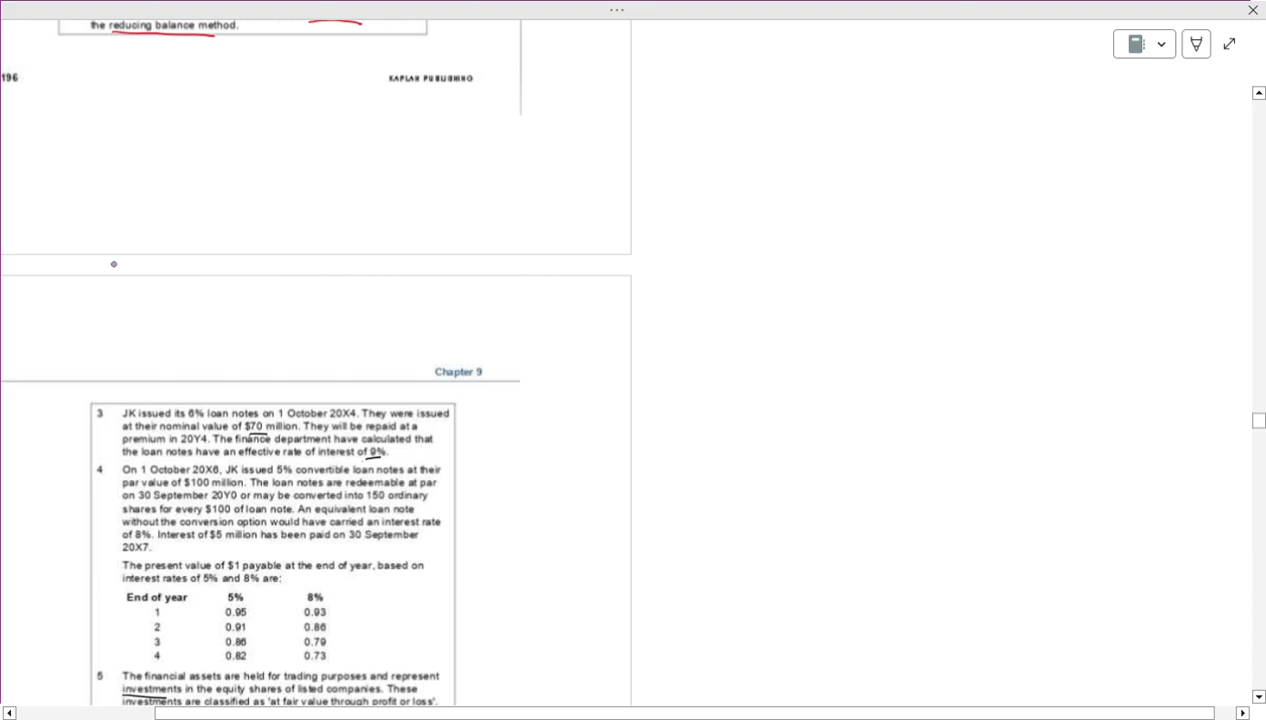 the reducing balance method.
196
KAPLAN PUBLISHING
Chapter 9
3 JK issued its 6% loan notes on 1 October 20X4. They were issued
at their nominal value of $70 million. They will be repaid at a
premium in 20Y4. The finance department have calculated that
the loan notes have an effective rate of interest of 9%.
4 On 1 October 20X6, JK issued 5% convertible loan notes at their
par value of $100 million. The loan notes are redeemable at par
on 30 September 20Y0 or may be converted into 150 ordinary
shares for every $100 of loan note. An equivalent loan note
without the conversion option would have carried an interest rate
of 8%. Interest of $5 million has been paid on 30 September
20X7.
The present value of $1 payable at the end of year, based on
interest rates of 5% and 8% are:
End of year 5% 8%
1 0.95 0.93
2 0.91 0.86
3 0.86 0.79
4 0.82 0.73
5 The financial assets are held for trading purposes and represent
investments in the equity shares of listed companies. These
investments are classified as 'at fair value through profit or loss'.